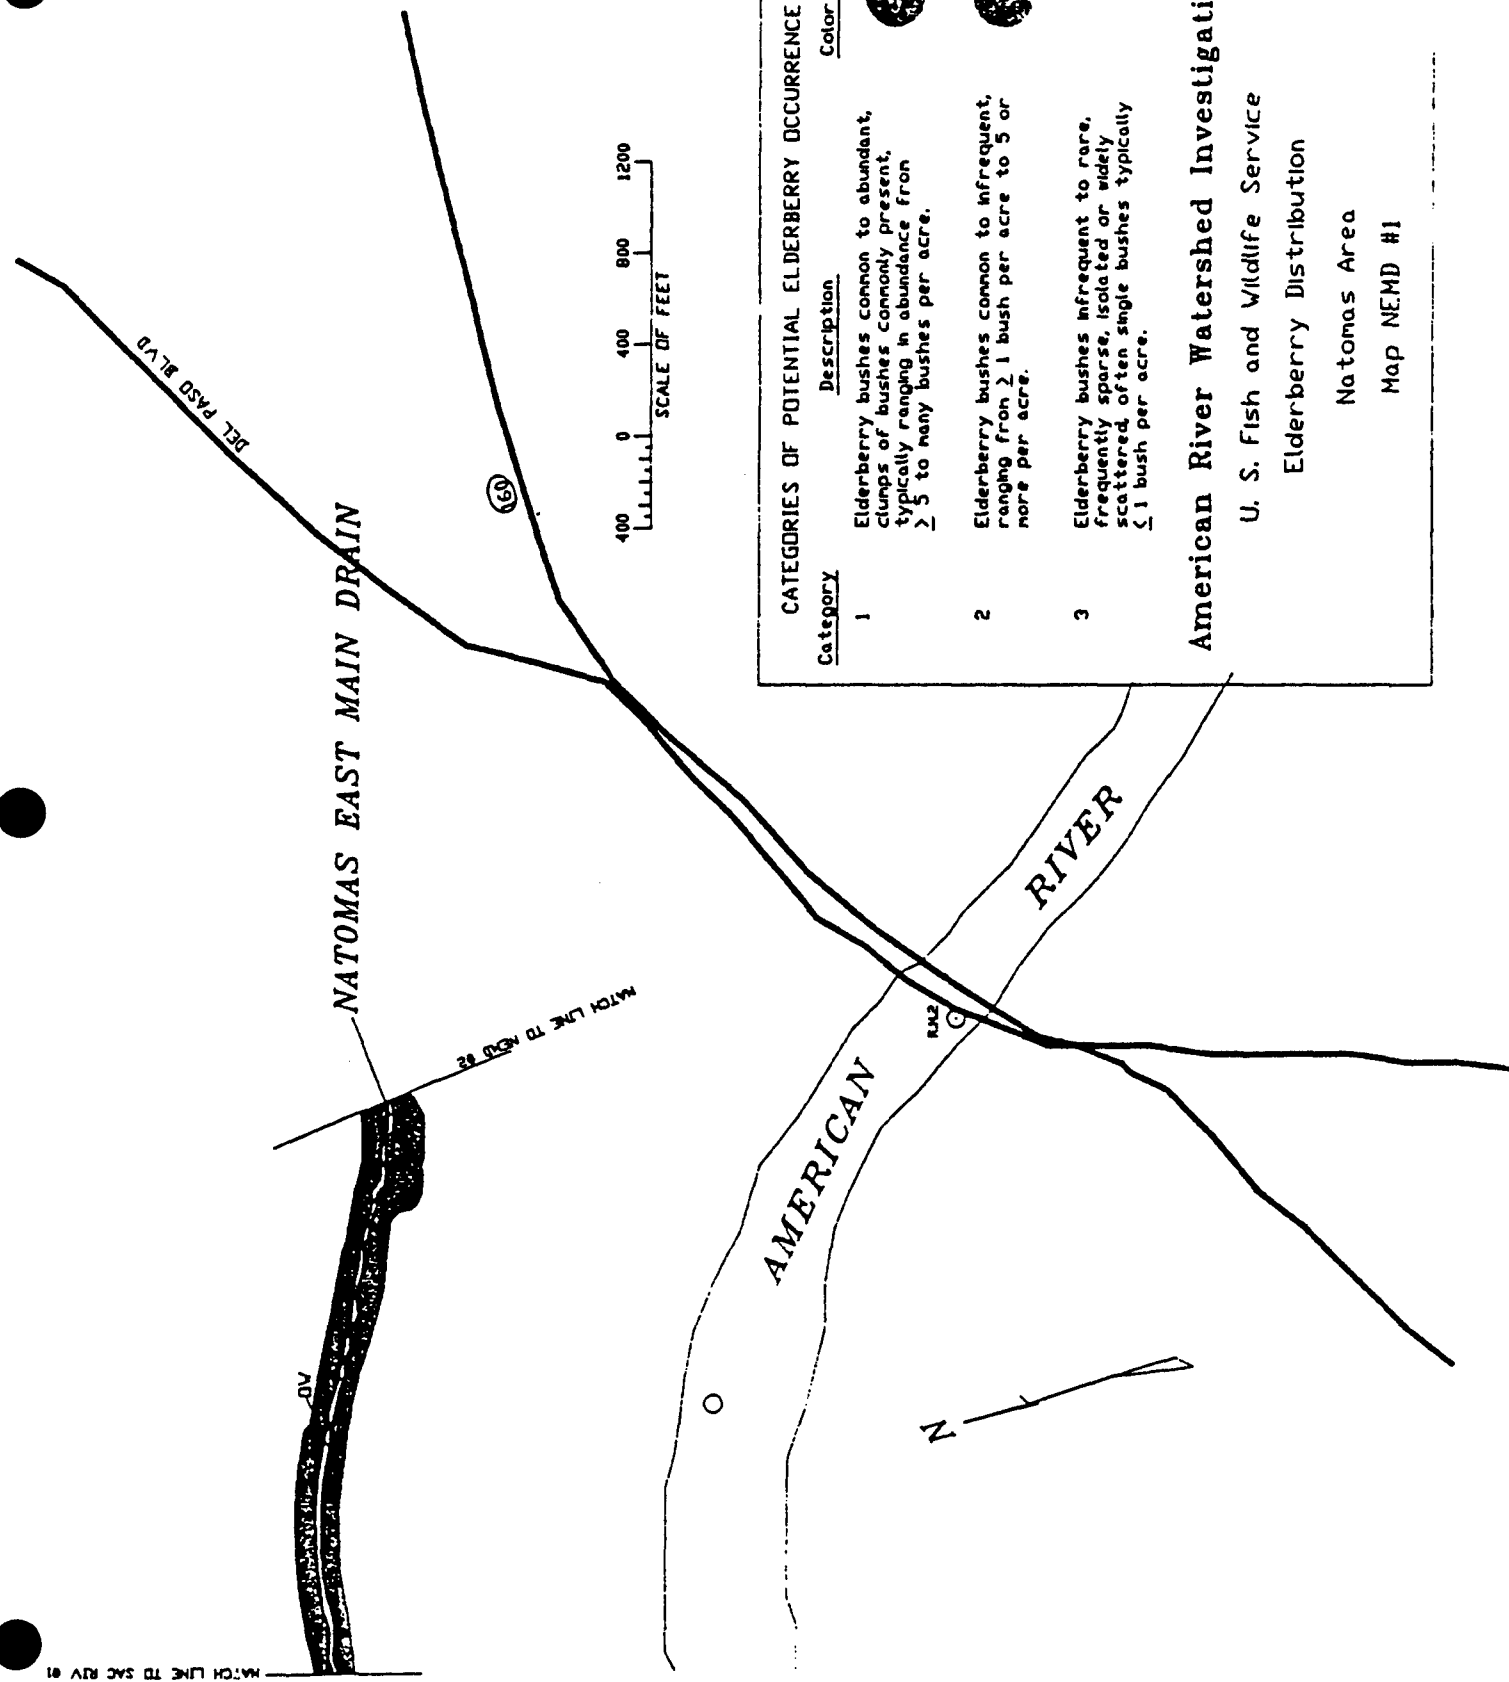 DEL PASO BLVD
160
NATOMAS EAST MAIN DRAIN
MATCH LINE TO NEMD #2
MATCH LINE TO SAC RIV #1
AMERICAN RIVER
R.M.2
N
400 0 400 800 1200
SCALE OF FEET
CATEGORIES OF POTENTIAL ELDERBERRY OCCURRENCE
Category Description Color
1 Elderberry bushes common to abundant,
clumps of bushes commonly present,
typically ranging in abundance from
≥ 5 to many bushes per acre.
2 Elderberry bushes common to infrequent,
ranging from ≥ 1 bush per acre to 5 or
more per acre.
3 Elderberry bushes infrequent to rare,
frequently sparse, isolated or widely
scattered, often single bushes typically
≤ 1 bush per acre.
American River Watershed Investigati
U. S. Fish and Wildlife Service
Elderberry Distribution
Natomas Area
Map NEMD #1